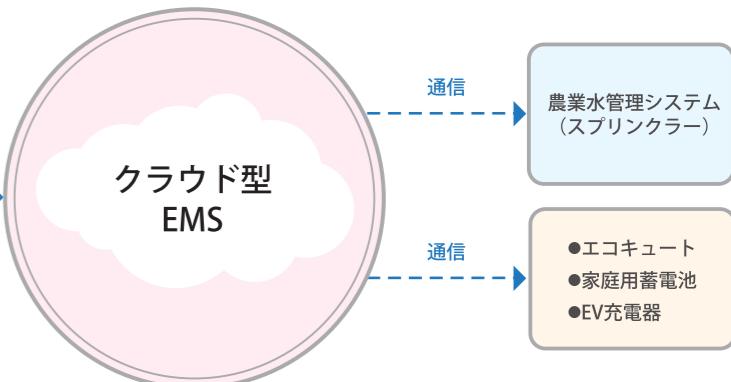 クラウド型
EMS
通信
農業水管理システム
（スプリンクラー）
通信
●エコキュート
●家庭用蓄電池
●EV充電器